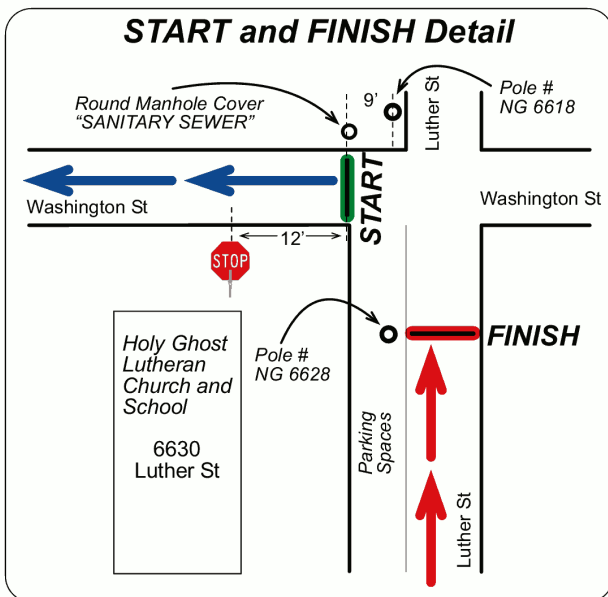 START and FINISH Detail
Round Manhole Cover
“SANITARY SEWER”
9’
Luther St
Pole #
NG 6618
Washington St
START
Washington St
12’
STOP
Holy Ghost
Lutheran
Church and
School
6630
Luther St
Pole #
NG 6628
FINISH
Parking
Spaces
Luther St